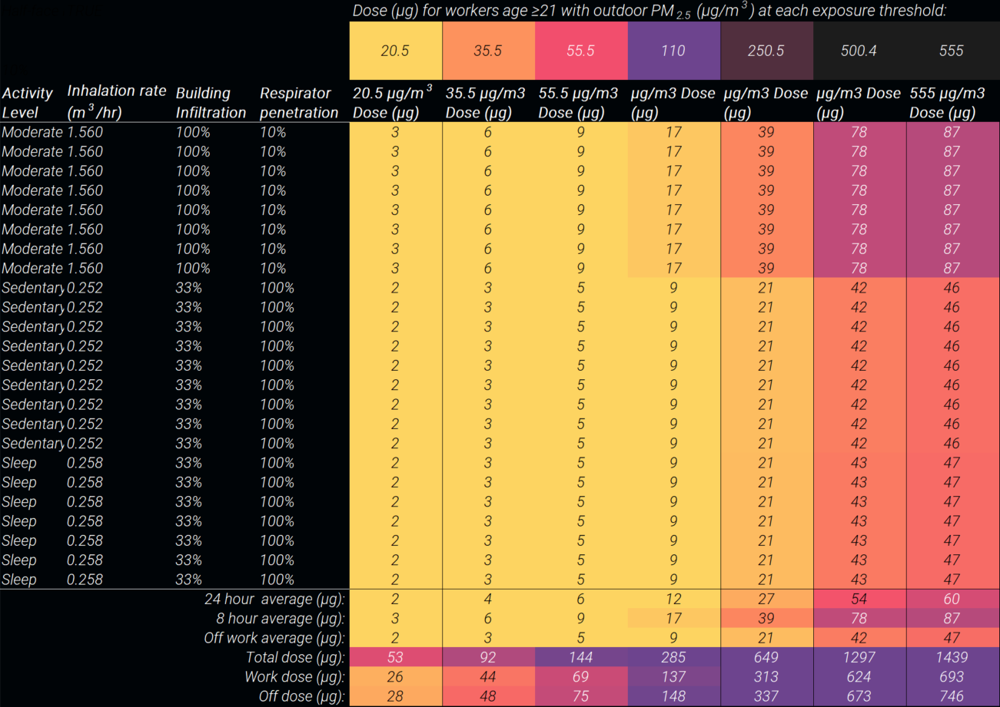 Dose (µg) for workers age ≥21 with outdoor PM 2.5 (µg/m3) at each exposure threshold:
20.5 35.5 55.5 110 250.5 500.4 555
Activity Level Inhalation rate (m3/hr) Building Infiltration Respirator penetration 20.5 µg/m3 Dose (µg) 35.5 µg/m3 Dose (µg) 55.5 µg/m3 Dose (µg) µg/m3 Dose (µg) µg/m3 Dose (µg) µg/m3 Dose (µg) 555 µg/m3 Dose (µg)
Moderate 1.560 100% 10% 3 6 9 17 39 78 87
Moderate 1.560 100% 10% 3 6 9 17 39 78 87
Moderate 1.560 100% 10% 3 6 9 17 39 78 87
Moderate 1.560 100% 10% 3 6 9 17 39 78 87
Moderate 1.560 100% 10% 3 6 9 17 39 78 87
Moderate 1.560 100% 10% 3 6 9 17 39 78 87
Moderate 1.560 100% 10% 3 6 9 17 39 78 87
Moderate 1.560 100% 10% 3 6 9 17 39 78 87
Sedentary 0.252 33% 100% 2 3 5 9 21 42 46
Sedentary 0.252 33% 100% 2 3 5 9 21 42 46
Sedentary 0.252 33% 100% 2 3 5 9 21 42 46
Sedentary 0.252 33% 100% 2 3 5 9 21 42 46
Sedentary 0.252 33% 100% 2 3 5 9 21 42 46
Sedentary 0.252 33% 100% 2 3 5 9 21 42 46
Sedentary 0.252 33% 100% 2 3 5 9 21 42 46
Sedentary 0.252 33% 100% 2 3 5 9 21 42 46
Sedentary 0.252 33% 100% 2 3 5 9 21 42 46
Sleep 0.258 33% 100% 2 3 5 9 21 43 47
Sleep 0.258 33% 100% 2 3 5 9 21 43 47
Sleep 0.258 33% 100% 2 3 5 9 21 43 47
Sleep 0.258 33% 100% 2 3 5 9 21 43 47
Sleep 0.258 33% 100% 2 3 5 9 21 43 47
Sleep 0.258 33% 100% 2 3 5 9 21 43 47
Sleep 0.258 33% 100% 2 3 5 9 21 43 47
24 hour average (µg): 2 4 6 12 27 54 60
8 hour average (µg): 3 6 9 17 39 78 87
Off work average (µg): 2 3 5 9 21 42 47
Total dose (µg): 53 92 144 285 649 1297 1439
Work dose (µg): 26 44 69 137 313 624 693
Off dose (µg): 28 48 75 148 337 673 746